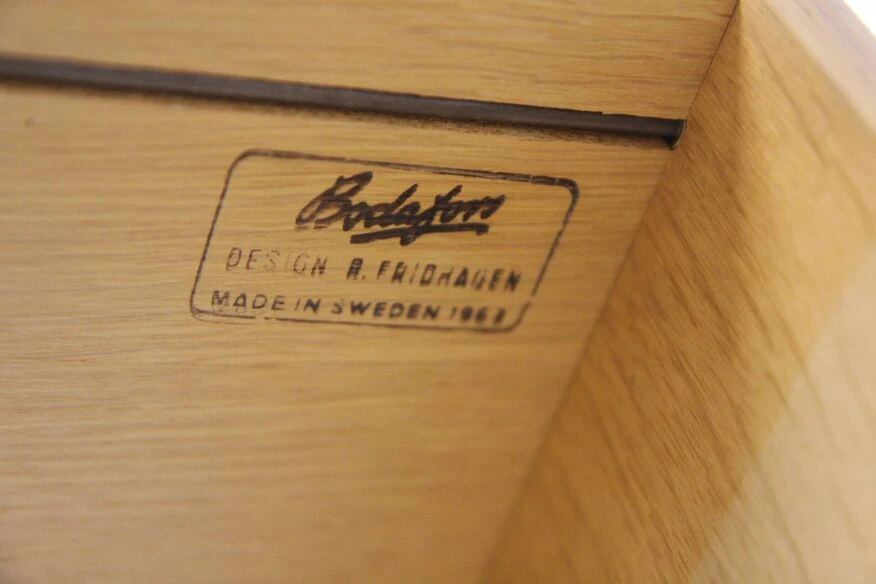 Bodafors
DESIGN B. FRIDHAGEN
MADE IN SWEDEN